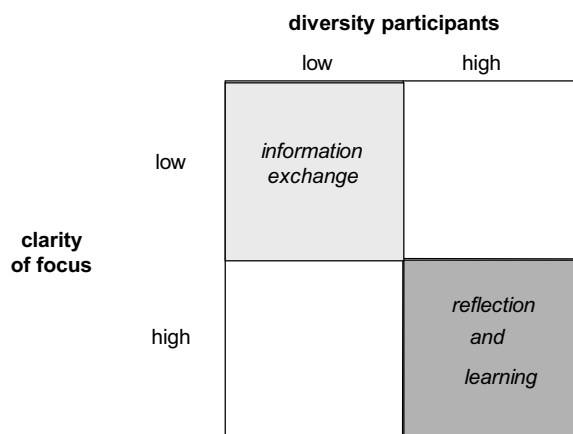 diversity participants
low
high
low
information
exchange
clarity
of focus
high
reflection
and
learning